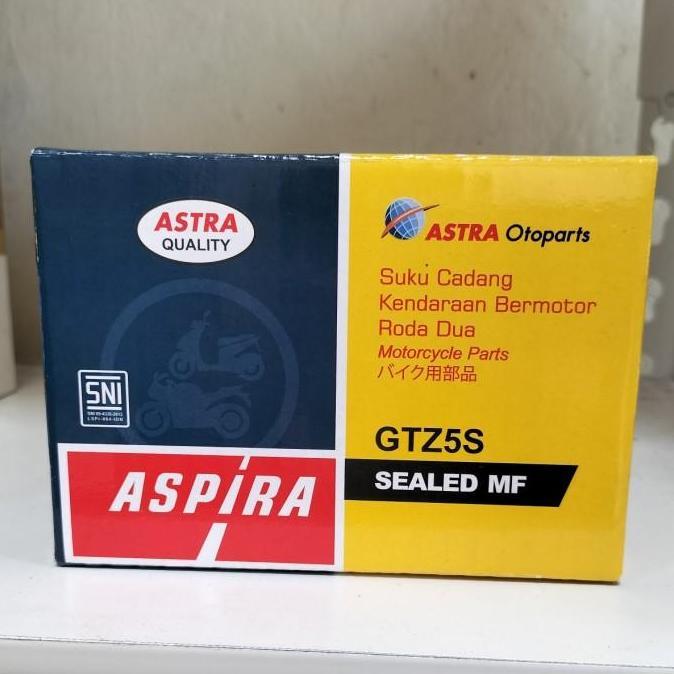 ASTRA
QUALITY
SNI
ASPIRA
ASTRA Otoparts
Suku Cadang
Kendaraan Bermotor
Roda Dua
Motorcycle Parts
バイク用部品
GTZ5S
SEALED MF